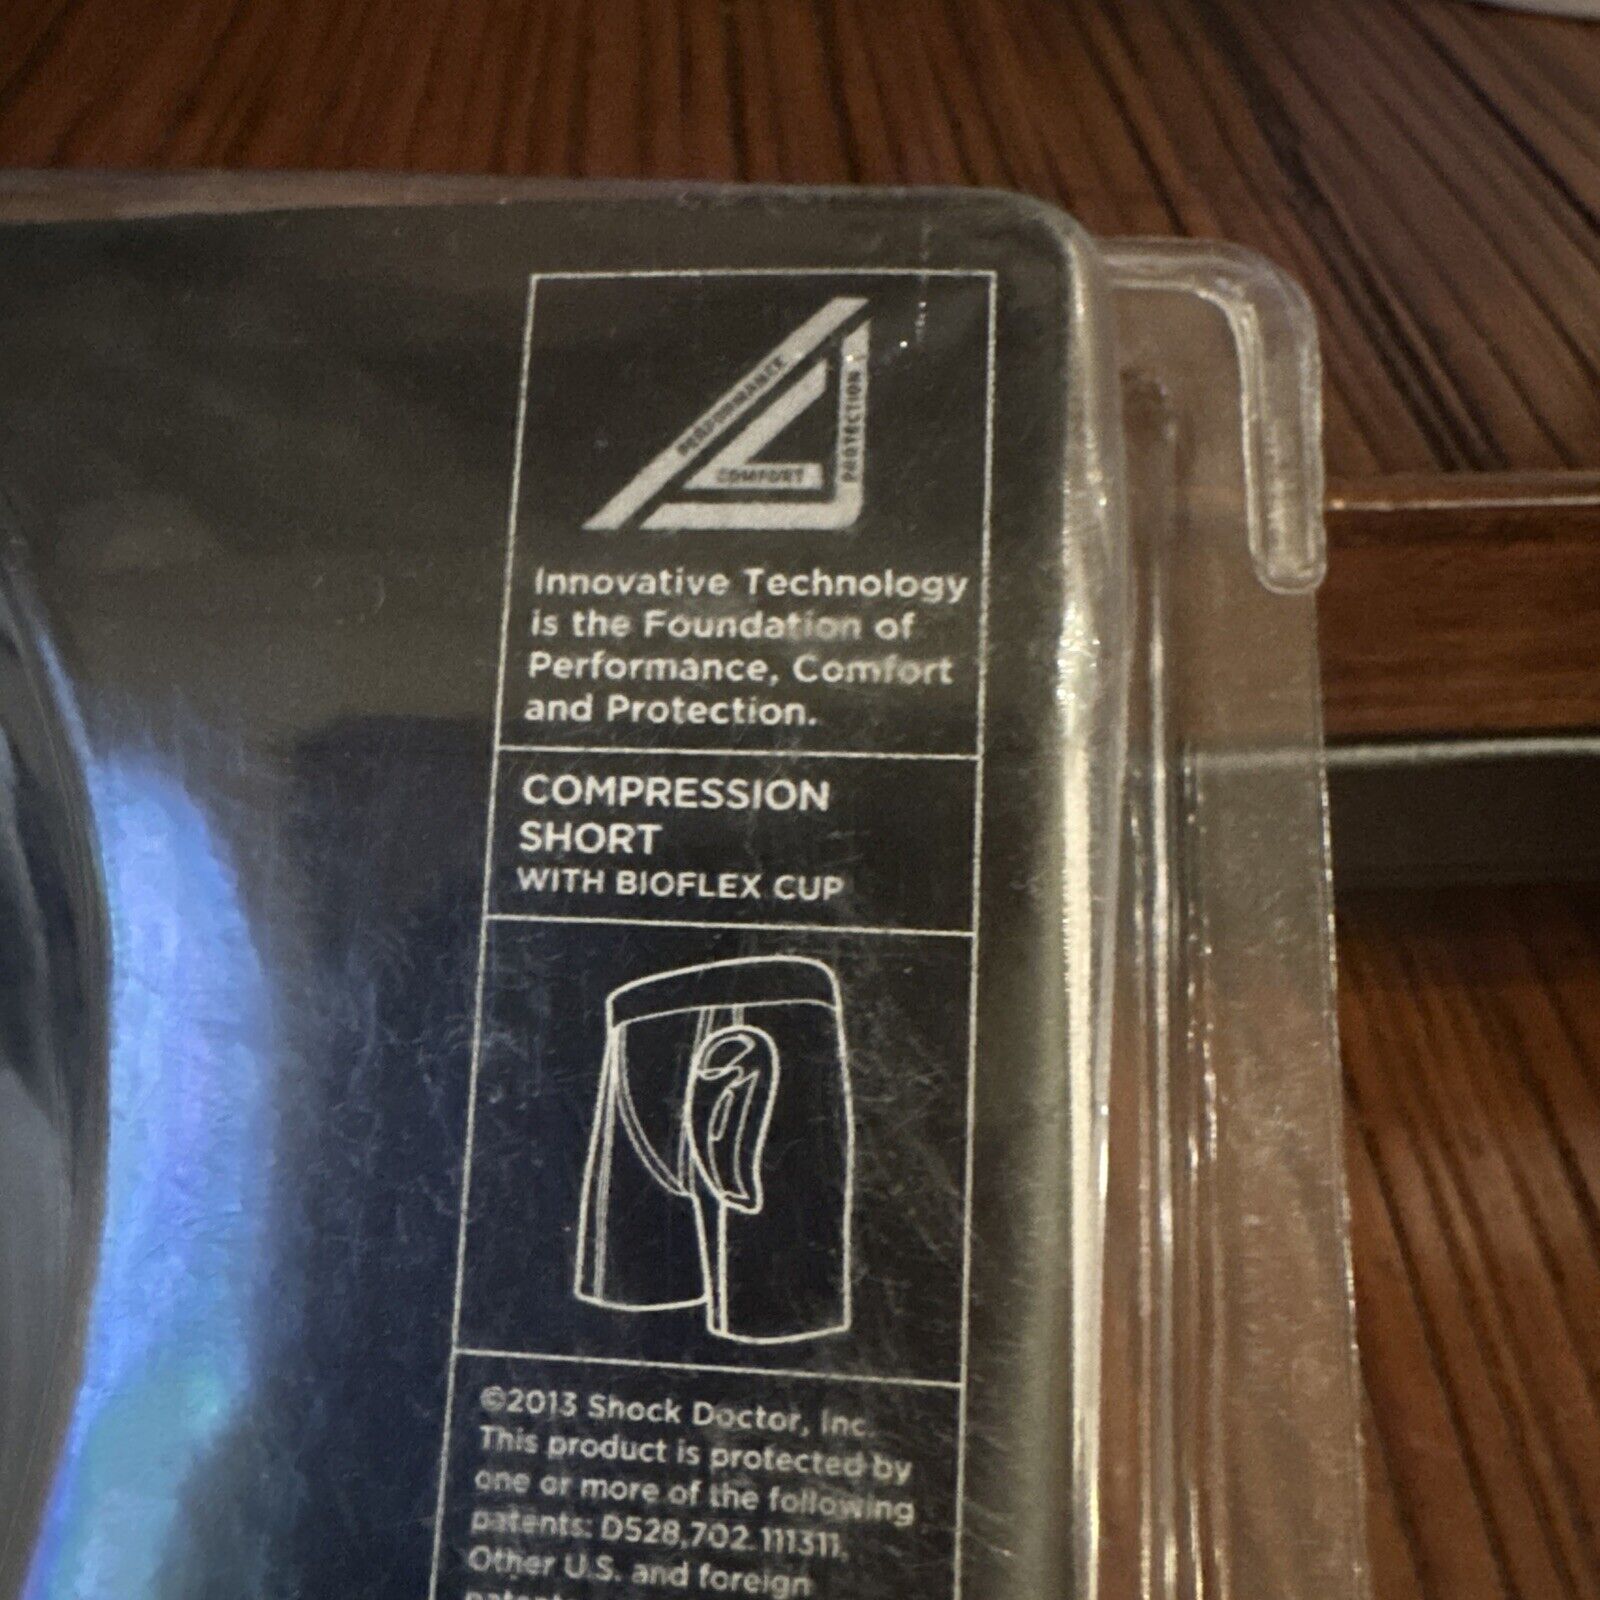 PERFORMANCE
COMFORT
PROTECTION
Innovative Technology
is the Foundation of
Performance, Comfort
and Protection.
COMPRESSION
SHORT
WITH BIOFLEX CUP
©2013 Shock Doctor, Inc.
This product is protected by
one or more of the following
patents: D528,702.111311.
Other U.S. and foreign